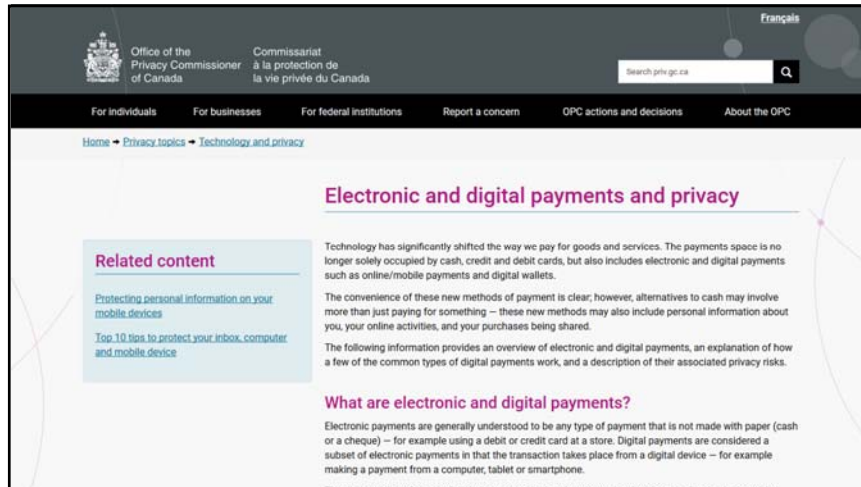 Français
Office of the
Privacy Commissioner
of Canada
Commissariat
à la protection de
la vie privée du Canada
Search priv.gc.ca
For individuals For businesses For federal institutions Report a concern OPC actions and decisions About the OPC
Home → Privacy topics → Technology and privacy
Electronic and digital payments and privacy
Related content
Protecting personal information on your
mobile devices
Top 10 tips to protect your inbox, computer
and mobile device
Technology has significantly shifted the way we pay for goods and services. The payments space is no
longer solely occupied by cash, credit and debit cards, but also includes electronic and digital payments
such as online/mobile payments and digital wallets.
The convenience of these new methods of payment is clear; however, alternatives to cash may involve
more than just paying for something — these new methods may also include personal information about
you, your online activities, and your purchases being shared.
The following information provides an overview of electronic and digital payments, an explanation of how
a few of the common types of digital payments work, and a description of their associated privacy risks.
What are electronic and digital payments?
Electronic payments are generally understood to be any type of payment that is not made with paper (cash
or a cheque) — for example using a debit or credit card at a store. Digital payments are considered a
subset of electronic payments in that the transaction takes place from a digital device — for example
making a payment from a computer, tablet or smartphone.